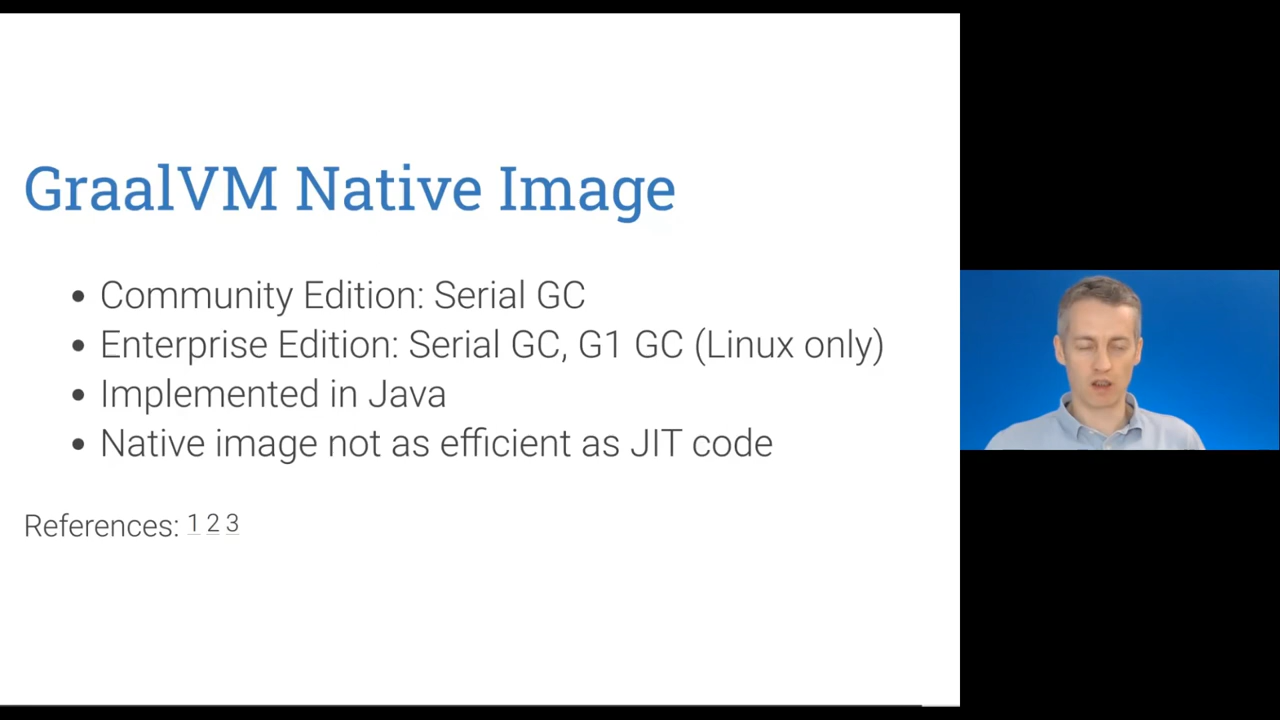 GraalVM Native Image
• Community Edition: Serial GC
• Enterprise Edition: Serial GC, G1 GC (Linux only)
• Implemented in Java
• Native image not as efficient as JIT code
References: 1 2 3